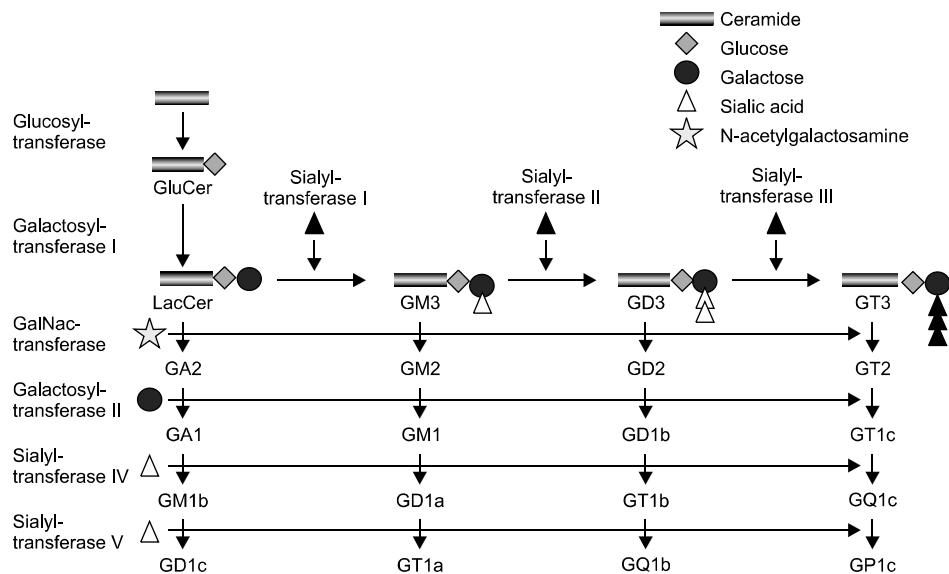 Ceramide
Glucose
Galactose
Sialic acid
N-acetylgalactosamine
Glucosyl-
transferase
GluCer
Sialyl-
transferase I
Sialyl-
transferase II
Sialyl-
transferase III
Galactosyl-
transferase I
LacCer
GM3
GD3
GT3
GalNac-
transferase
GA2
GM2
GD2
GT2
Galactosyl-
transferase II
GA1
GM1
GD1b
GT1c
Sialyl-
transferase IV
GM1b
GD1a
GT1b
GQ1c
Sialyl-
transferase V
GD1c
GT1a
GQ1b
GP1c